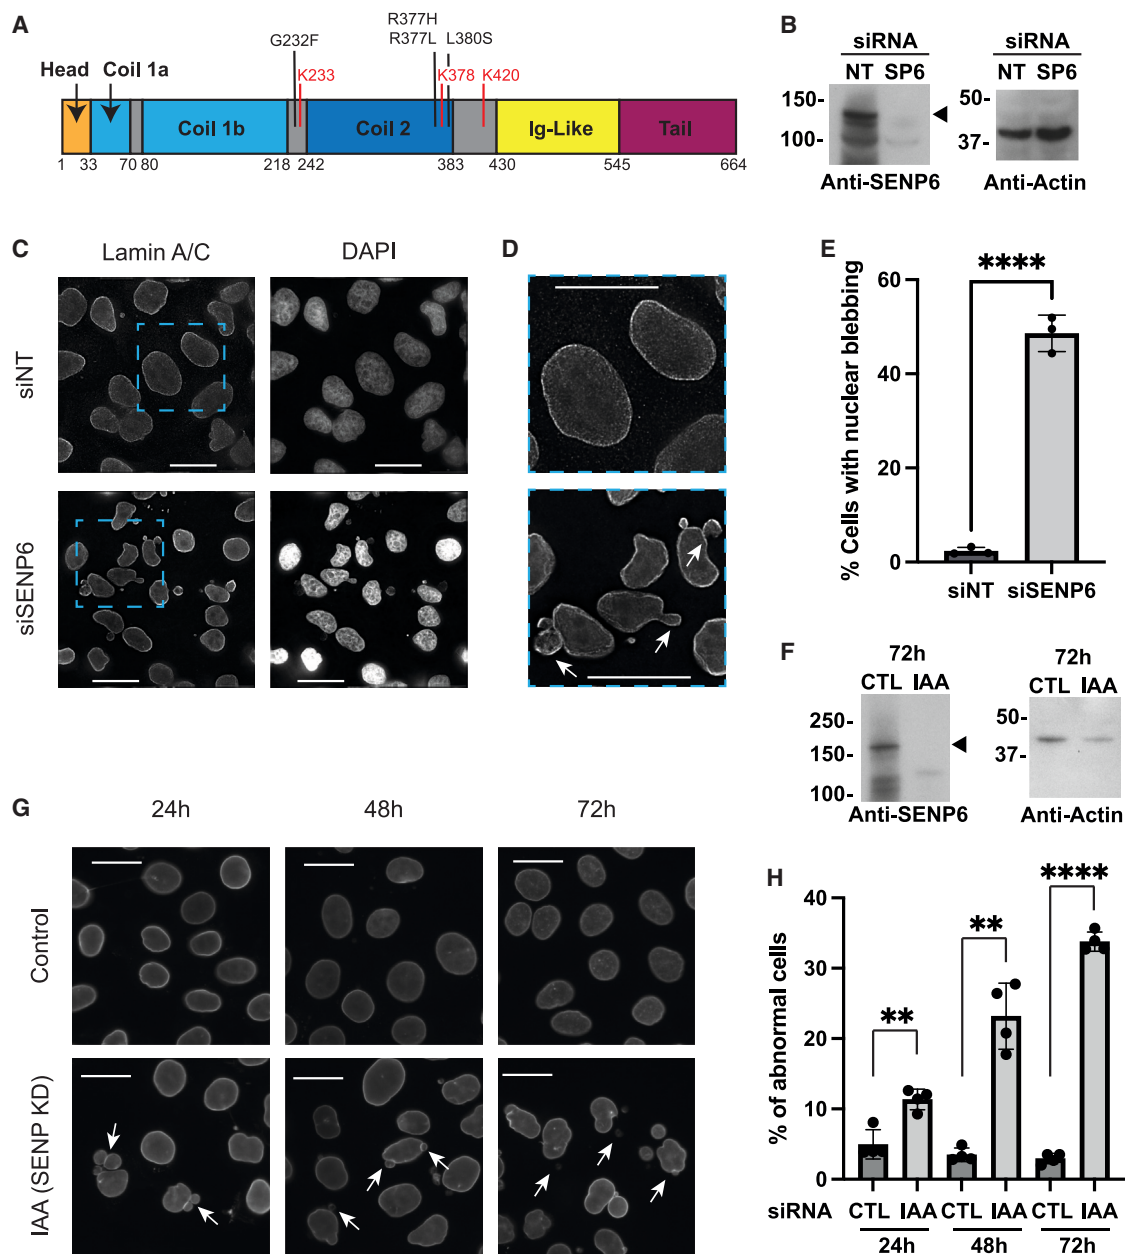 A
R377H
R377L
G232F
L380S
Head
Coil 1a
K233
K378
K420
Coil 1b
Coil 2
Ig-Like
Tail
1 33 70 80 218 242 383 430 545 664
B
siRNA
NT SP6
150-
100-
Anti-SENP6
siRNA
NT SP6
50-
37-
Anti-Actin
C
Lamin A/C
DAPI
siNT
siSENP6
D
E
% Cells with nuclear blebbing
****
60
40
20
0
siNT
siSENP6
F
72h
CTL IAA
250-
150-
100-
Anti-SENP6
72h
CTL IAA
50-
37-
Anti-Actin
G
24h
48h
72h
Control
IAA (SENP KD)
H
% of abnormal cells
40
30
20
10
0
**
**
****
siRNA CTL IAA CTL IAA CTL IAA
24h 48h 72h